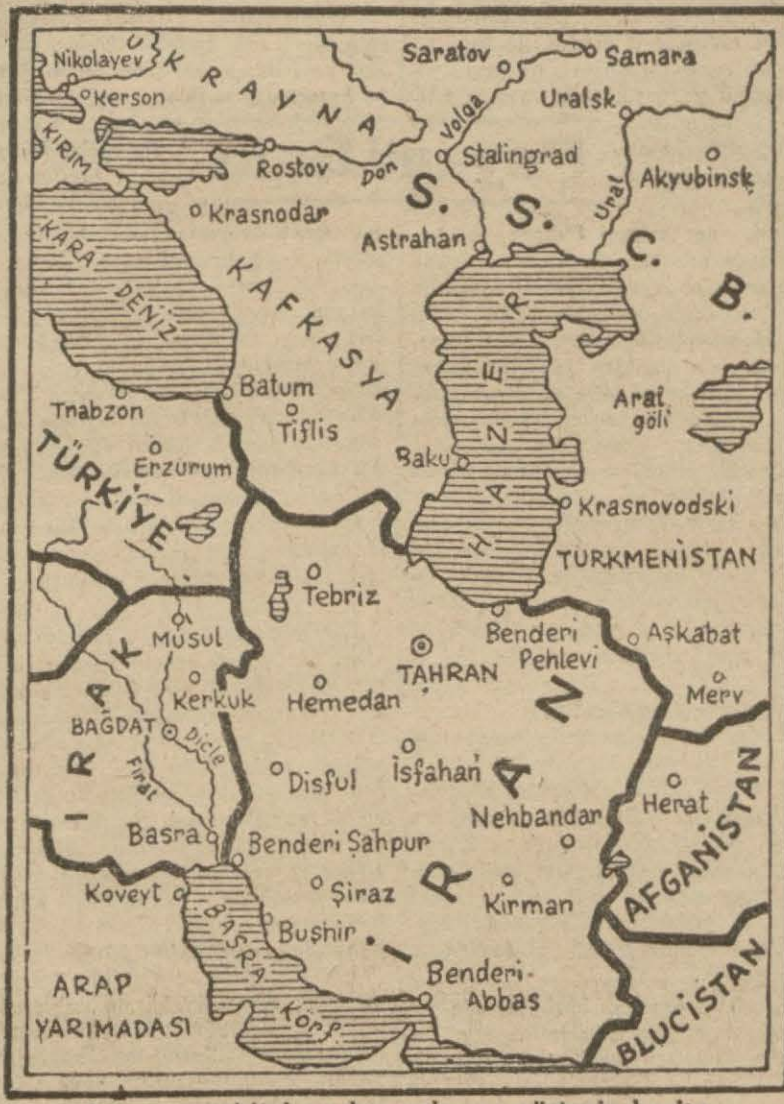 Nikolayev
UKRAYNA
Saratov
Samara
Kerson
Volga
Uralsk
KIRIM
Rostov
Don
Stalingrad
Akyubinsk
Ural
Krasnodar
S. S. C. B.
Astrahan
KARA DENİZ
KAFKASYA
HAZER
Aral
göli
Trabzon
Batum
Tiflis
TÜRKİYE
Erzurum
Baku
Krasnovodski
TÜRKMENİSTAN
Tebriz
Musul
Benderi
Pehlevi
Aşkabat
TAHRAN
IRAK
Kerkuk
Hemedan
Merv
BAĞDAT
Dicle
Fırat
Disful
İsfahan
Herat
Nehbandar
AFGANİSTAN
Basra
Benderi Şahpur
Koveyt
Şiraz
Kirman
İRAN
BASRA
Körf.
Buşhir
Benderi-
Abbas
ARAP
YARIMADASI
BLUCİSTAN